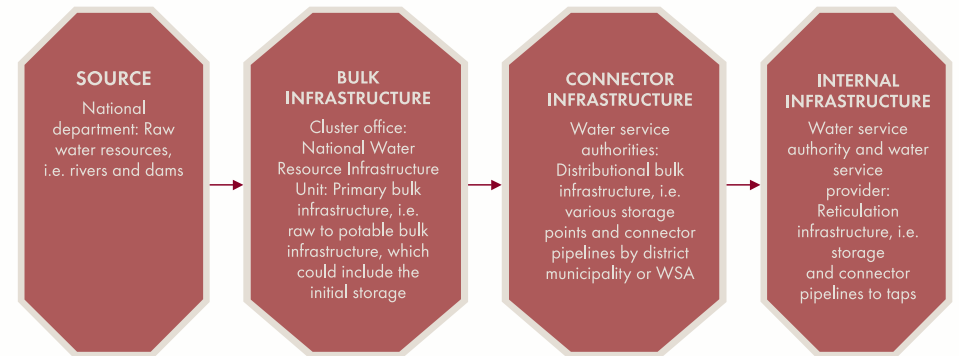 SOURCE
National
department: Raw
water resources,
i.e. rivers and dams
BULK
INFRASTRUCTURE
Cluster office:
National Water
Resource Infrastructure
Unit: Primary bulk
infrastructure, i.e.
raw to potable bulk
infrastructure, which
could include the
initial storage
CONNECTOR
INFRASTRUCTURE
Water service
authorities:
Distributional bulk
infrastructure, i.e.
various storage
points and connector
pipelines by district
municipality or WSA
INTERNAL
INFRASTRUCTURE
Water service
authority and water
service
provider:
Reticulation
infrastructure, i.e.
storage
and connector
pipelines to taps